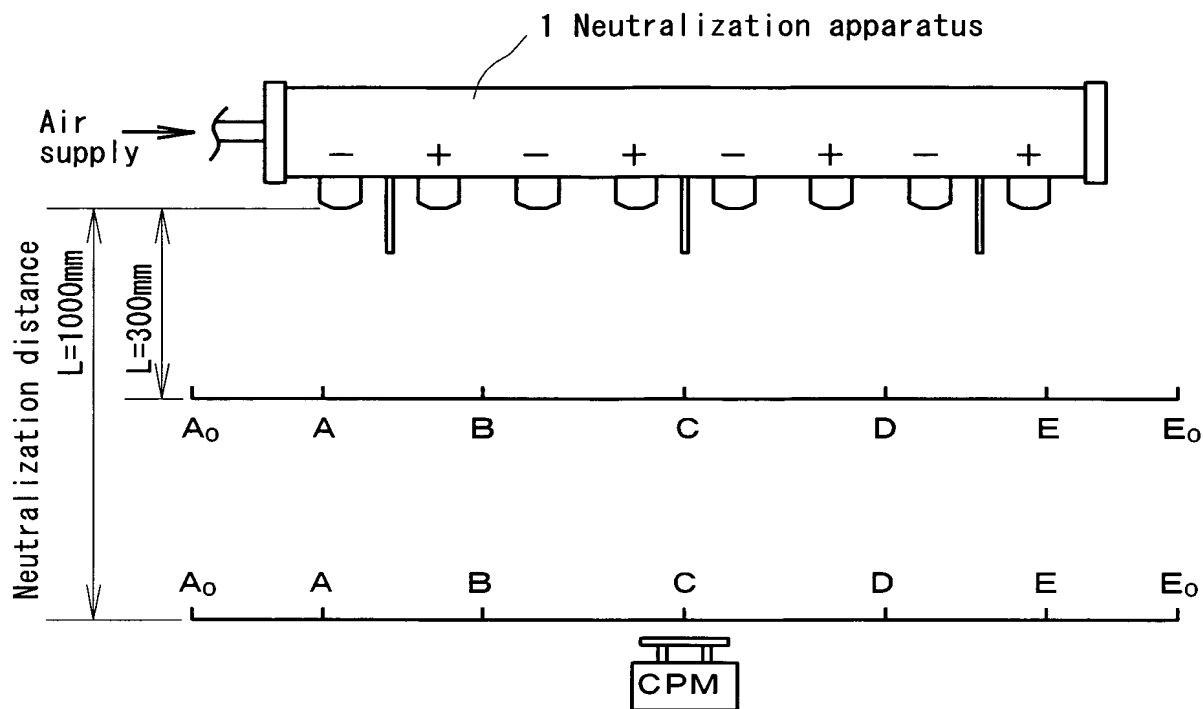 1 Neutralization apparatus
Air
supply
− + − + − + − +
Neutralization distance
L=1000mm
L=300mm
A₀ A B C D E E₀
A₀ A B C D E E₀
CPM